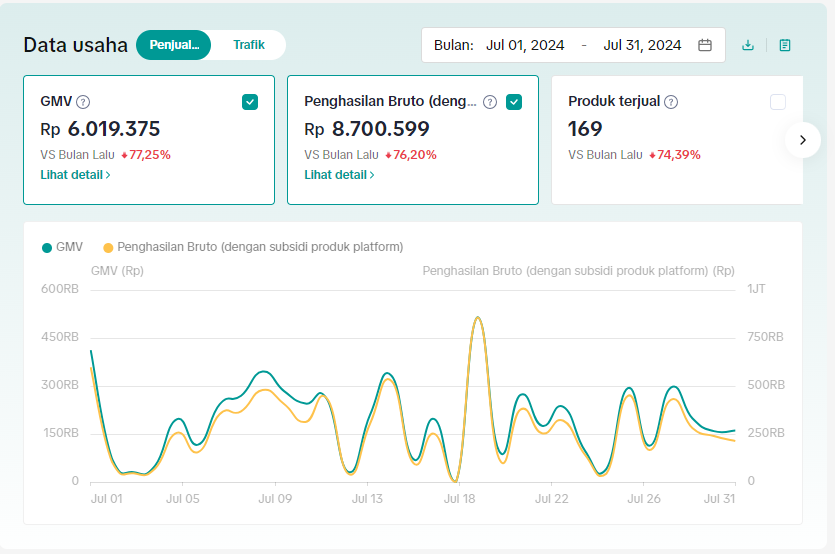 Data usaha Penjual... Trafik Bulan: Jul 01, 2024 - Jul 31, 2024
GMV ?
Rp 6.019.375
VS Bulan Lalu 77,25%
Lihat detail >
Penghasilan Bruto (deng... ?
Rp 8.700.599
VS Bulan Lalu 76,20%
Lihat detail >
Produk terjual ?
169
VS Bulan Lalu 74,39%
GMV Penghasilan Bruto (dengan subsidi produk platform)
GMV (Rp) Penghasilan Bruto (dengan subsidi produk platform) (Rp)
600RB 1JT
450RB 750RB
300RB 500RB
150RB 250RB
0 0
Jul 01 Jul 05 Jul 09 Jul 13 Jul 18 Jul 22 Jul 26 Jul 31